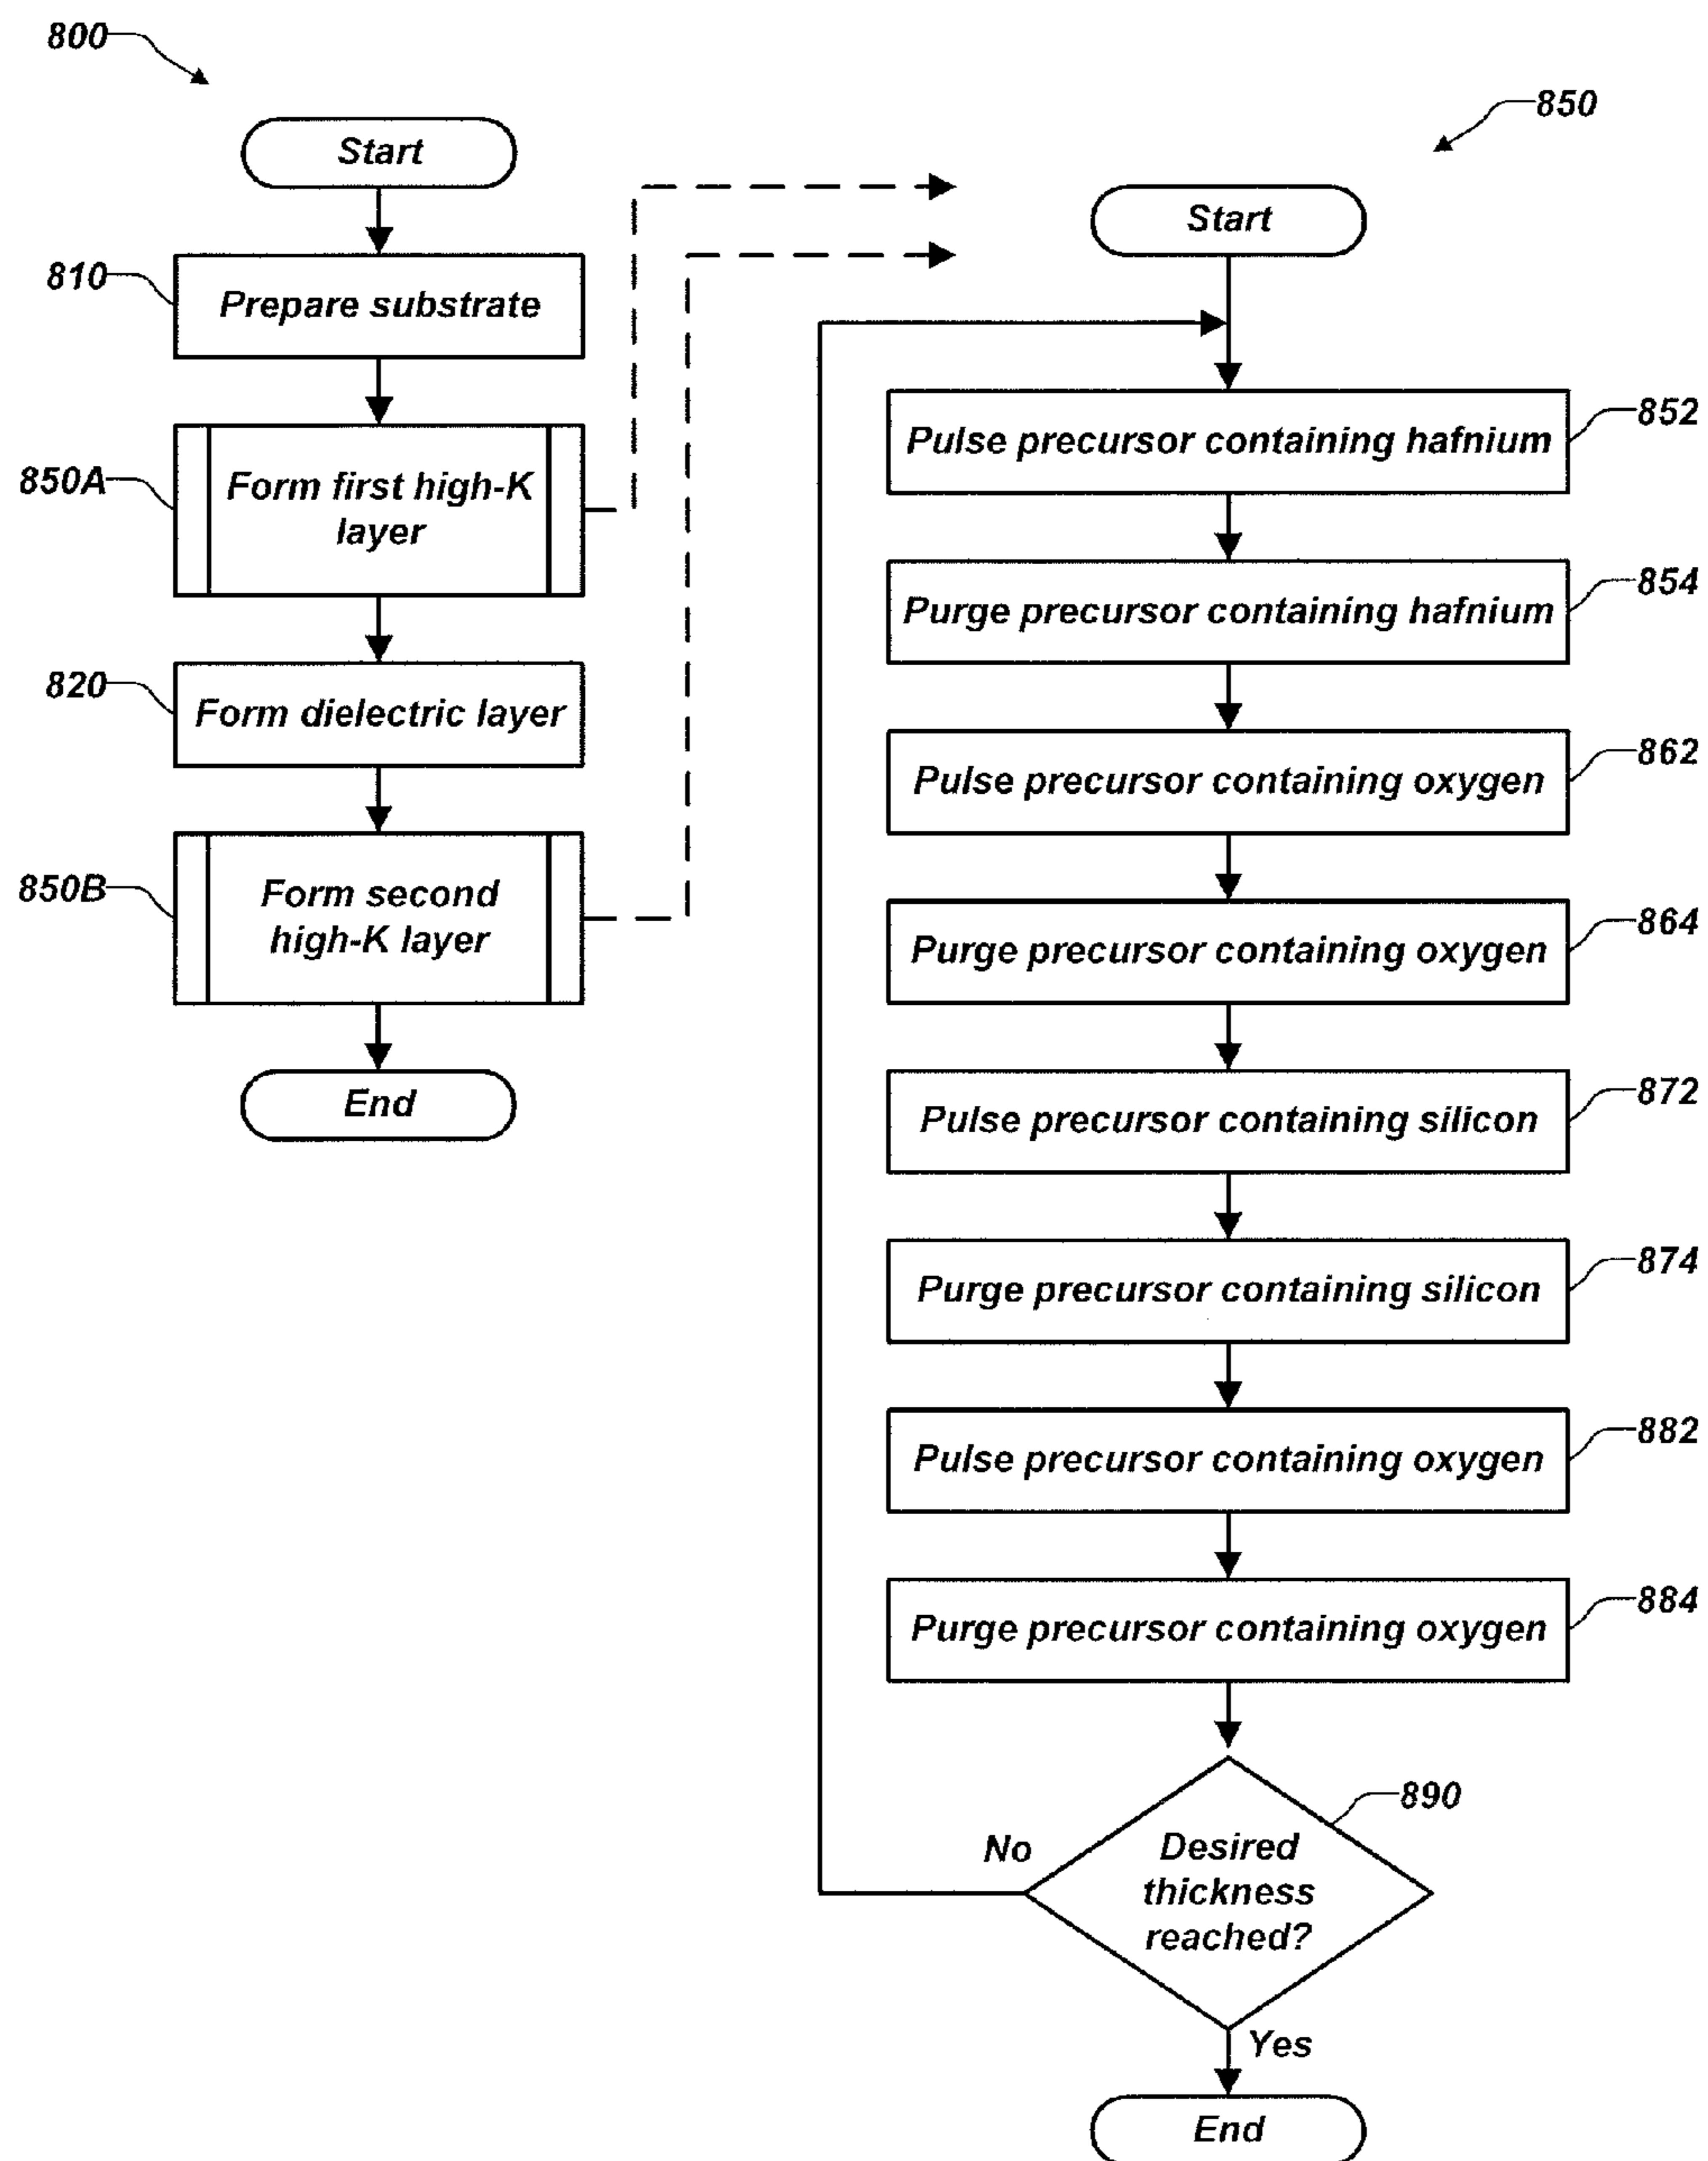 800
Start
810
Prepare substrate
850A
Form first high-K
layer
820
Form dielectric layer
850B
Form second
high-K layer
End
850
Start
Pulse precursor containing hafnium
852
Purge precursor containing hafnium
854
Pulse precursor containing oxygen
862
Purge precursor containing oxygen
864
Pulse precursor containing silicon
872
Purge precursor containing silicon
874
Pulse precursor containing oxygen
882
Purge precursor containing oxygen
884
890
No
Desired
thickness
reached?
Yes
End